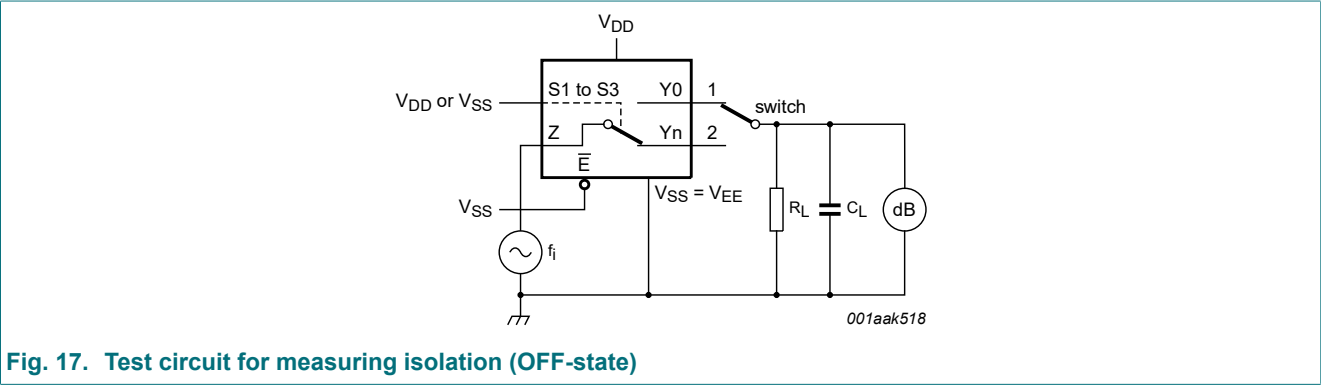 VDD
VDD or VSS
S1 to S3
Y0
1
switch
Z
Yn
2
E
VSS
VSS = VEE
RL
CL
dB
fi
001aak518
Fig. 17. Test circuit for measuring isolation (OFF-state)